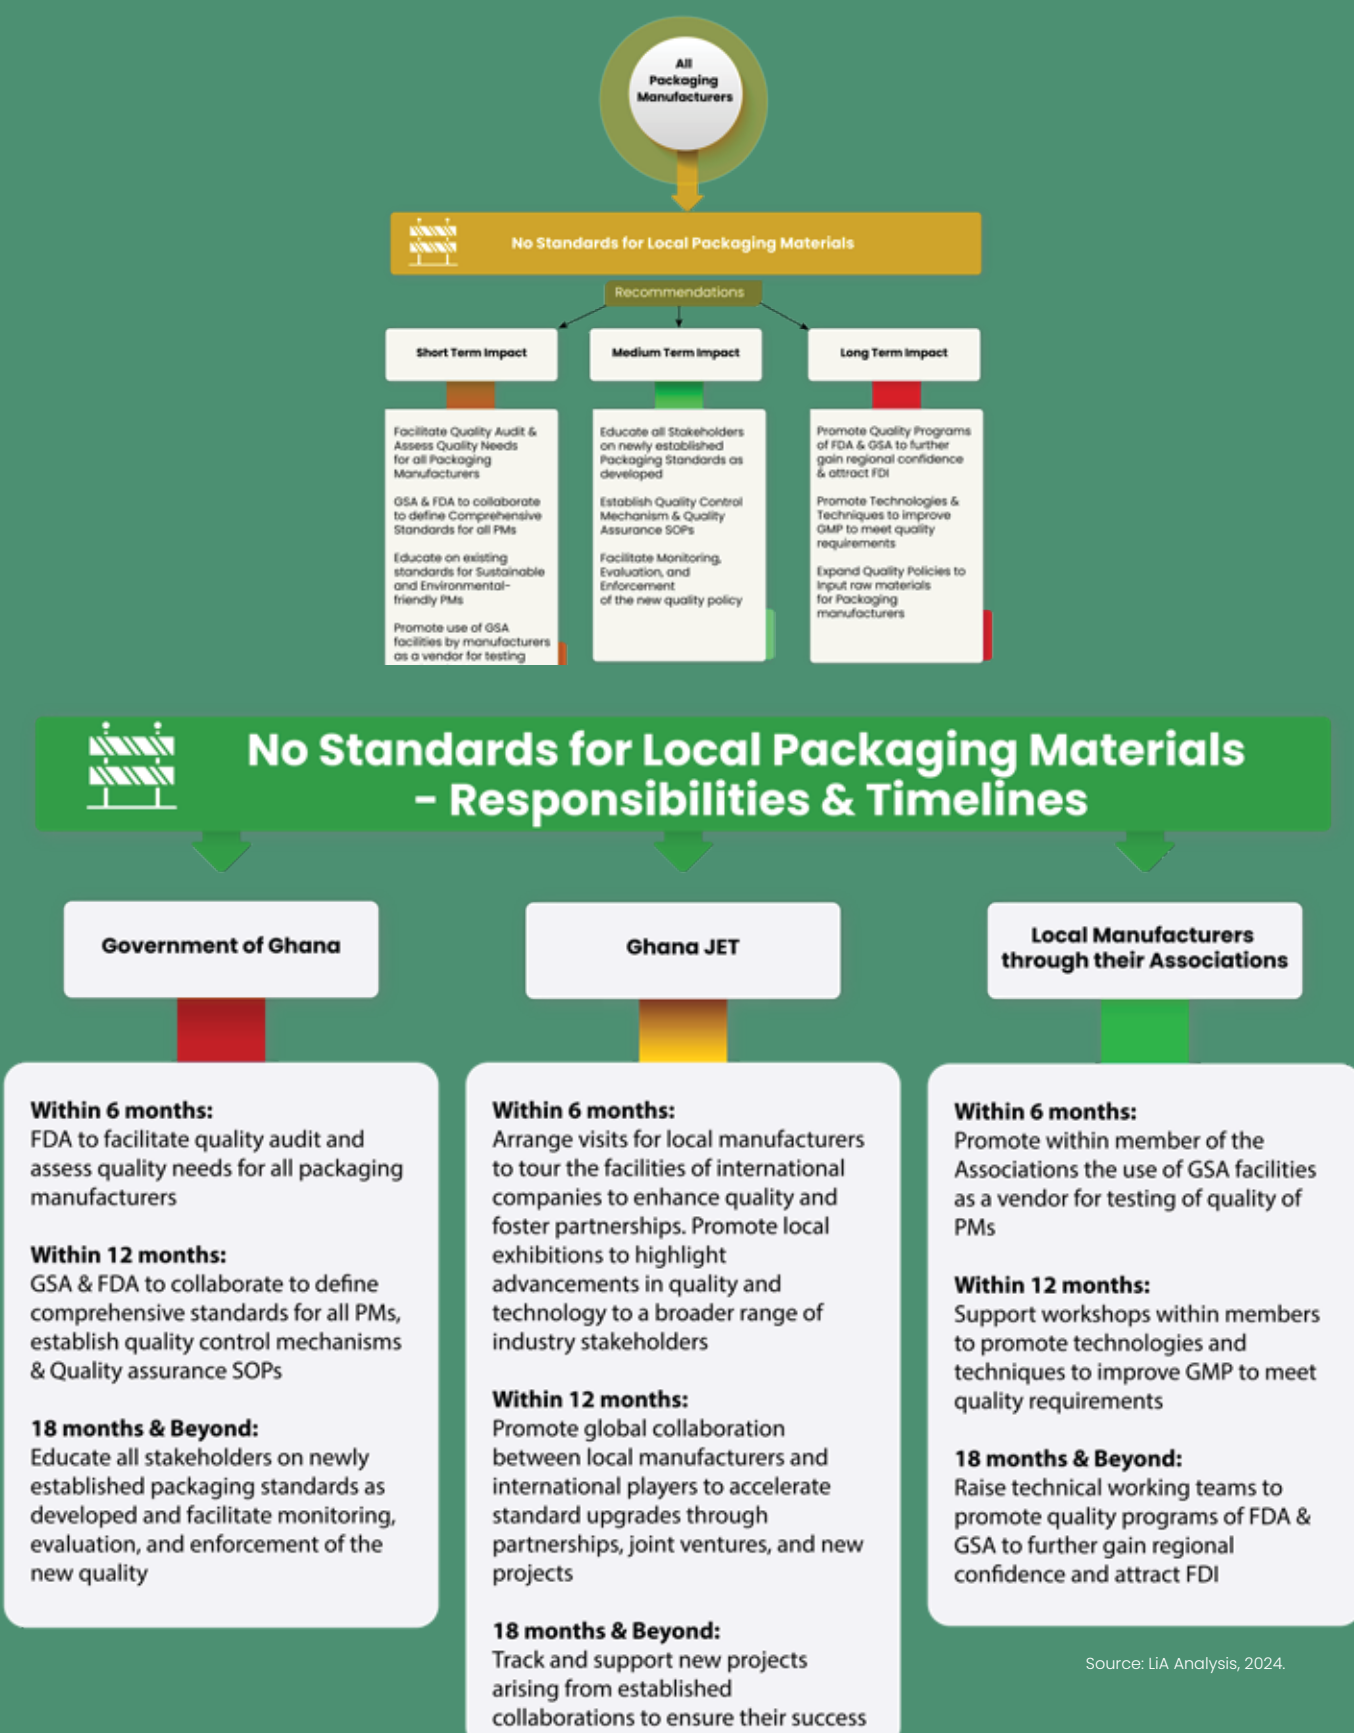 All
Packaging
Manufacturers
No Standards for Local Packaging Materials
Recommendations
Short Term Impact
Facilitate Quality Audit &
Assess Quality Needs
for all Packaging
Manufacturers
GSA & FDA to collaborate
to define Comprehensive
Standards for all PMs
Educate on existing
standards for Sustainable
and Environmental-
friendly PMs
Promote use of GSA
facilities by manufacturers
as a vendor for testing
Medium Term Impact
Educate all Stakeholders
on newly established
Packaging Standards as
developed
Establish Quality Control
Mechanism & Quality
Assurance SOPs
Facilitate Monitoring,
Evaluation, and
Enforcement
of the new quality policy
Long Term Impact
Promote Quality Programs
of FDA & GSA to further
gain regional confidence
& attract FDI
Promote Technologies &
Techniques to improve
GMP to meet quality
requirements
Expand Quality Policies to
Input raw materials
for Packaging
manufacturers
No Standards for Local Packaging Materials
- Responsibilities & Timelines
Government of Ghana
Within 6 months:
FDA to facilitate quality audit and
assess quality needs for all packaging
manufacturers
Within 12 months:
GSA & FDA to collaborate to define
comprehensive standards for all PMs,
establish quality control mechanisms
& Quality assurance SOPs
18 months & Beyond:
Educate all stakeholders on newly
established packaging standards as
developed and facilitate monitoring,
evaluation, and enforcement of the
new quality
Ghana JET
Within 6 months:
Arrange visits for local manufacturers
to tour the facilities of international
companies to enhance quality and
foster partnerships. Promote local
exhibitions to highlight
advancements in quality and
technology to a broader range of
industry stakeholders
Within 12 months:
Promote global collaboration
between local manufacturers and
international players to accelerate
standard upgrades through
partnerships, joint ventures, and new
projects
18 months & Beyond:
Track and support new projects
arising from established
collaborations to ensure their success
Local Manufacturers
through their Associations
Within 6 months:
Promote within member of the
Associations the use of GSA facilities
as a vendor for testing of quality of
PMs
Within 12 months:
Support workshops within members
to promote technologies and
techniques to improve GMP to meet
quality requirements
18 months & Beyond:
Raise technical working teams to
promote quality programs of FDA &
GSA to further gain regional
confidence and attract FDI
Source: LiA Analysis, 2024.